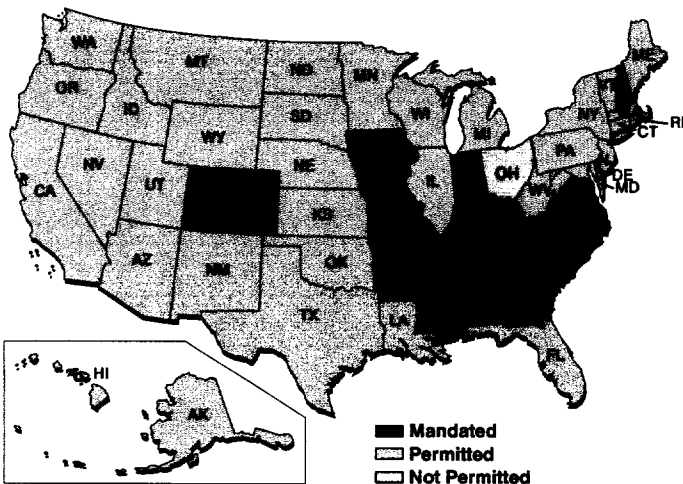 WA
MT
ND
MN
ME
OR
ID
SD
WI
NY
WY
MI
RI
CT
NV
NE
PA
CA
UT
IL
OH
DE
MD
KS
AZ
NM
OK
TX
LA
FL
HI
AK
Mandated
Permitted
Not Permitted